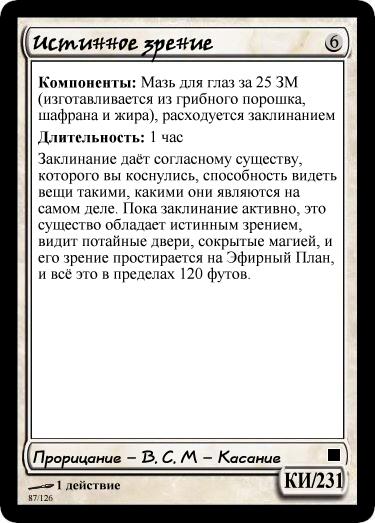 Истинное зрение 6
Компоненты: Мазь для глаз за 25 ЗМ
(изготавливается из грибного порошка,
шафрана и жира), расходуется заклинанием
Длительность: 1 час
Заклинание даёт согласному существу,
которого вы коснулись, способность видеть
вещи такими, какими они являются на
самом деле. Пока заклинание активно, это
существо обладает истинным зрением,
видит потайные двери, сокрытые магией, и
его зрение простирается на Эфирный План,
и всё это в пределах 120 футов.
Прорицание – В, С, М – Касание
1 действие
КИ/231
87/126